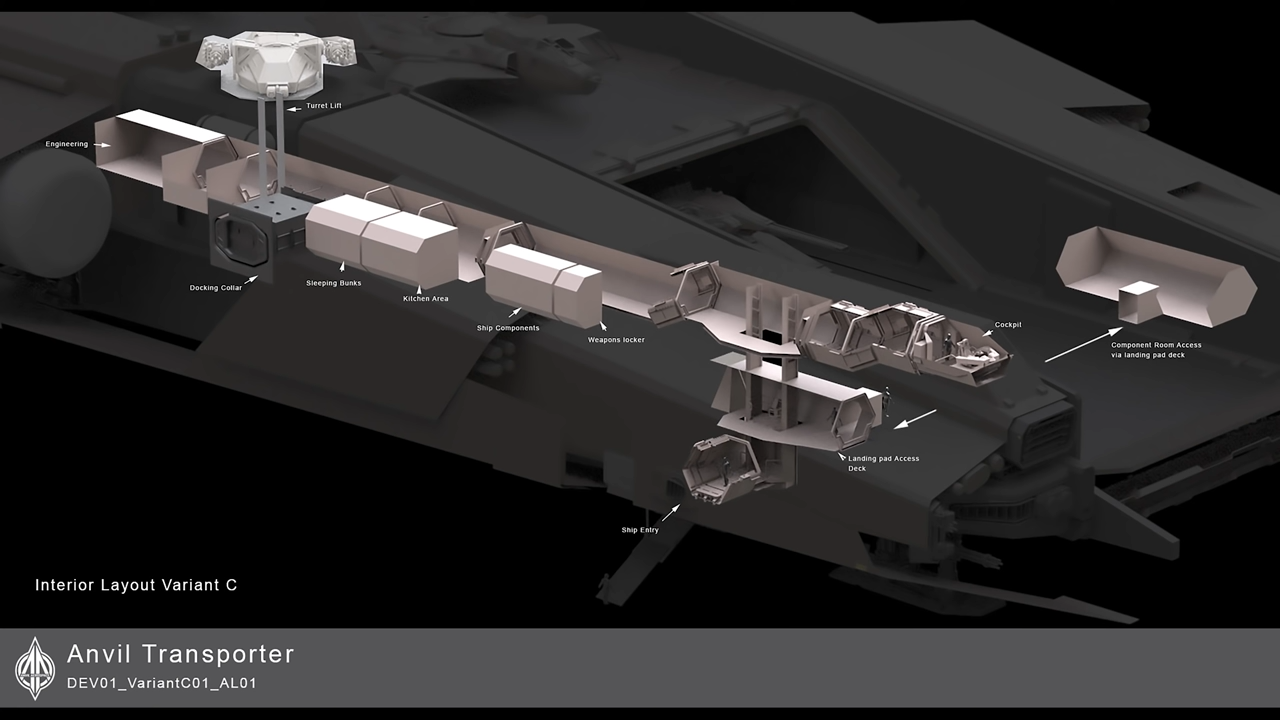 Turret Lift
Engineering
Docking Collar
Sleeping Bunks
Kitchen Area
Ship Components
Weapons locker
Cockpit
Component Room Access
via landing pad deck
Landing pad Access
Deck
Ship Entry
Interior Layout Variant C
Anvil Transporter
DEV01_VariantC01_AL01